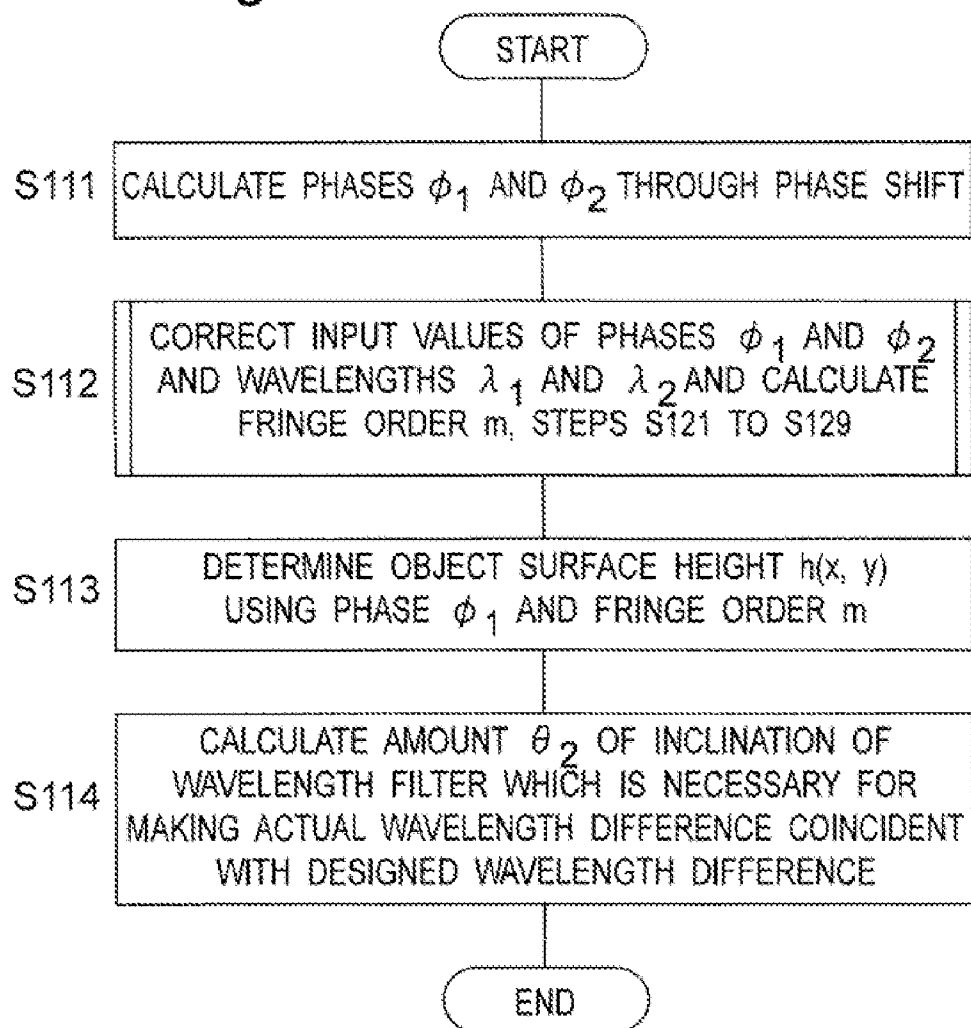 START
S111 CALCULATE PHASES ϕ1 AND ϕ2 THROUGH PHASE SHIFT
S112
CORRECT INPUT VALUES OF PHASES ϕ1 AND ϕ2
AND WAVELENGTHS λ1 AND λ2 AND CALCULATE
FRINGE ORDER m, STEPS S121 TO S129
S113
DETERMINE OBJECT SURFACE HEIGHT h(x, y)
USING PHASE ϕ1 AND FRINGE ORDER m
S114
CALCULATE AMOUNT θ2 OF INCLINATION OF
WAVELENGTH FILTER WHICH IS NECESSARY FOR
MAKING ACTUAL WAVELENGTH DIFFERENCE COINCIDENT
WITH DESIGNED WAVELENGTH DIFFERENCE
END